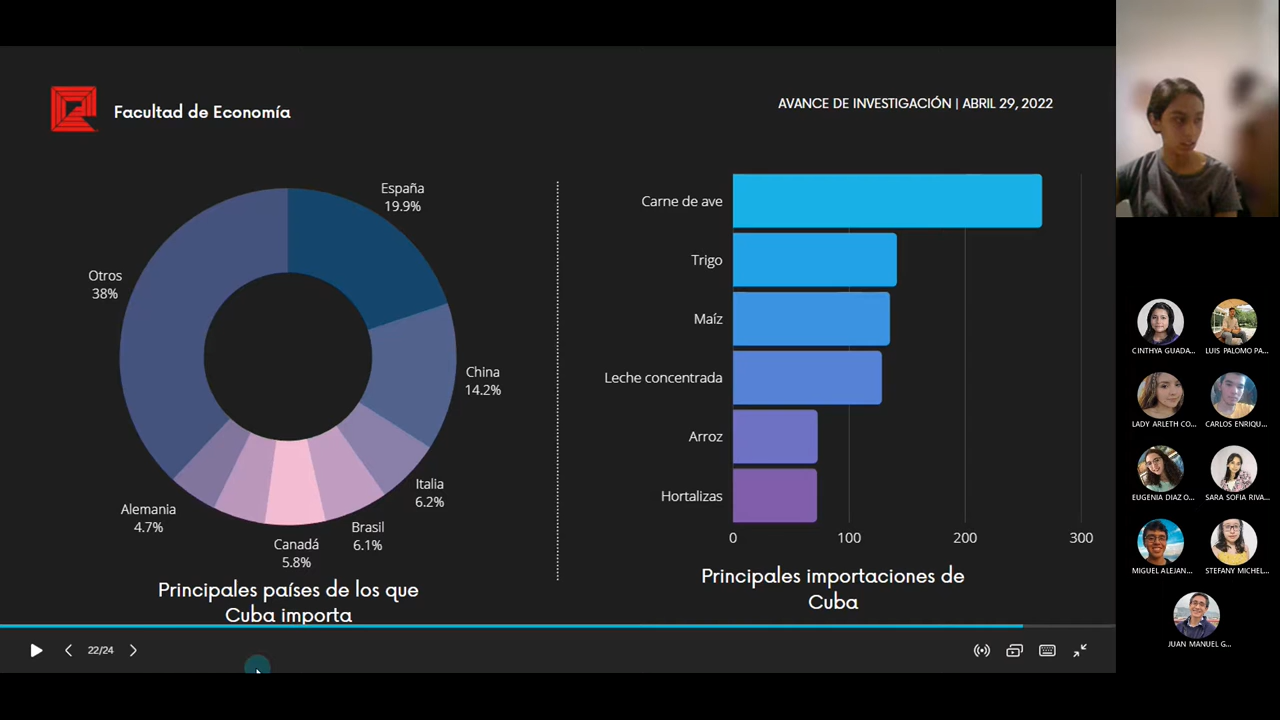 Facultad de Economía
AVANCE DE INVESTIGACIÓN | ABRIL 29, 2022
España
19.9%
Otros
38%
China
14.2%
Italia
6.2%
Alemania
4.7%
Brasil
6.1%
Canadá
5.8%
Principales países de los que
Cuba importa
Carne de ave
Trigo
Maíz
Leche concentrada
Arroz
Hortalizas
0 100 200 300
Principales importaciones de
Cuba
22/24
CINTHYA GUADA...
LUIS PALOMO PA...
LADY ARLETH CO...
CARLOS ENRIQU...
EUGENIA DIAZ O...
SARA SOFIA RIVA...
MIGUEL ALEJAN...
STEFANY MICHEL...
JUAN MANUEL G...